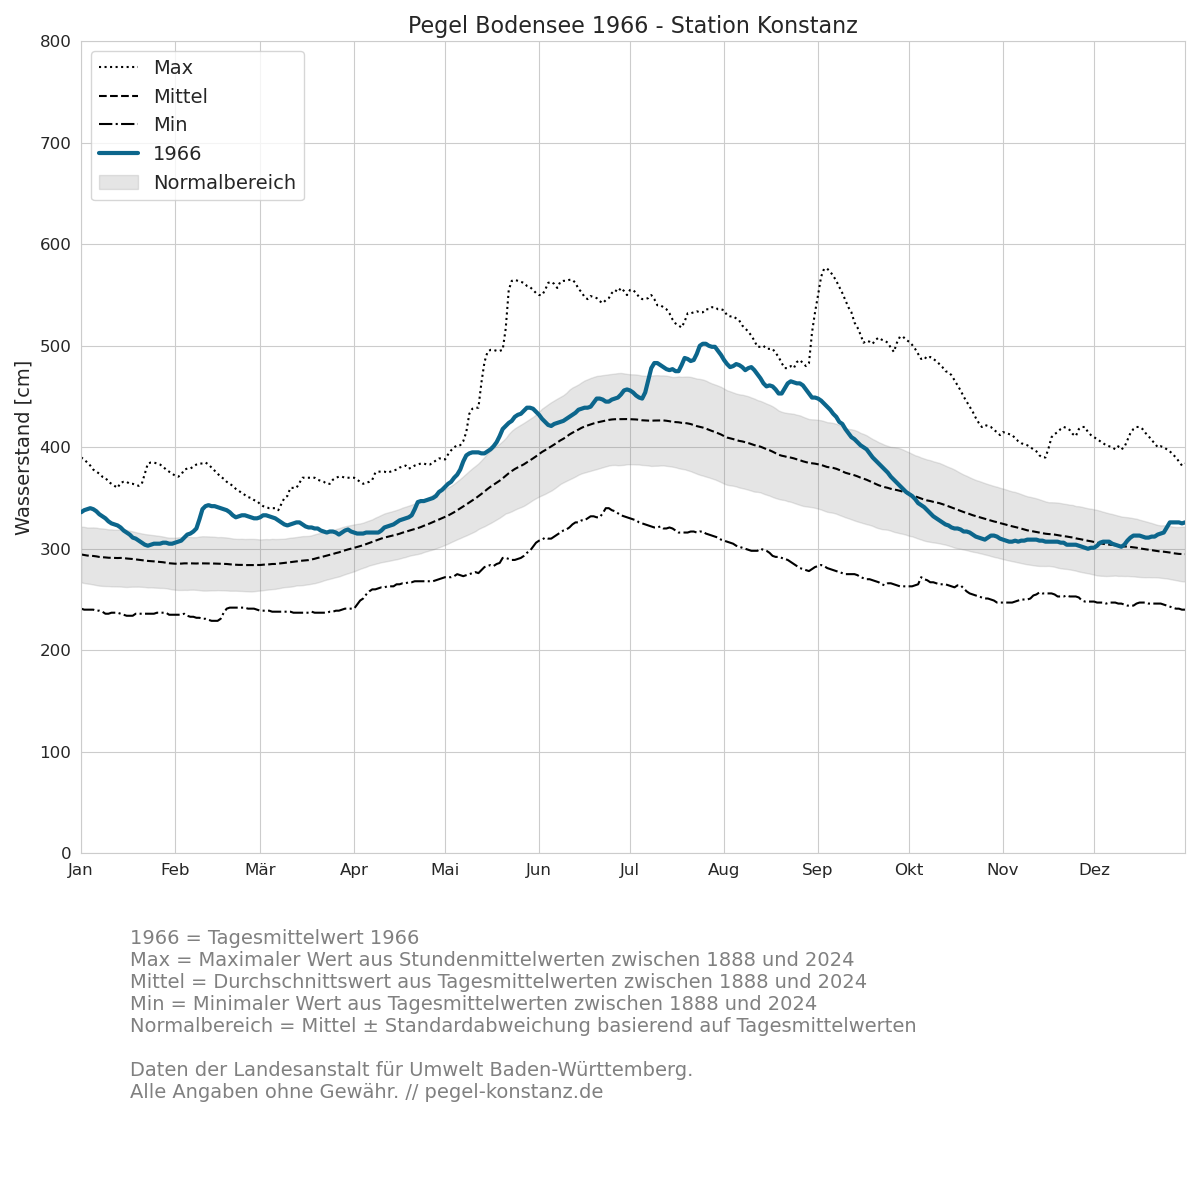 Pegel Bodensee 1966 - Station Konstanz
800
700
600
500
400
300
200
100
0
Wasserstand [cm]
Max
Mittel
Min
1966
Normalbereich
Jan Feb Mär Apr Mai Jun Jul Aug Sep Okt Nov Dez
1966 = Tagesmittelwert 1966
Max = Maximaler Wert aus Stundenmittelwerten zwischen 1888 und 2024
Mittel = Durchschnittswert aus Tagesmittelwerten zwischen 1888 und 2024
Min = Minimaler Wert aus Tagesmittelwerten zwischen 1888 und 2024
Normalbereich = Mittel ± Standardabweichung basierend auf Tagesmittelwerten
Daten der Landesanstalt für Umwelt Baden-Württemberg.
Alle Angaben ohne Gewähr. // pegel-konstanz.de